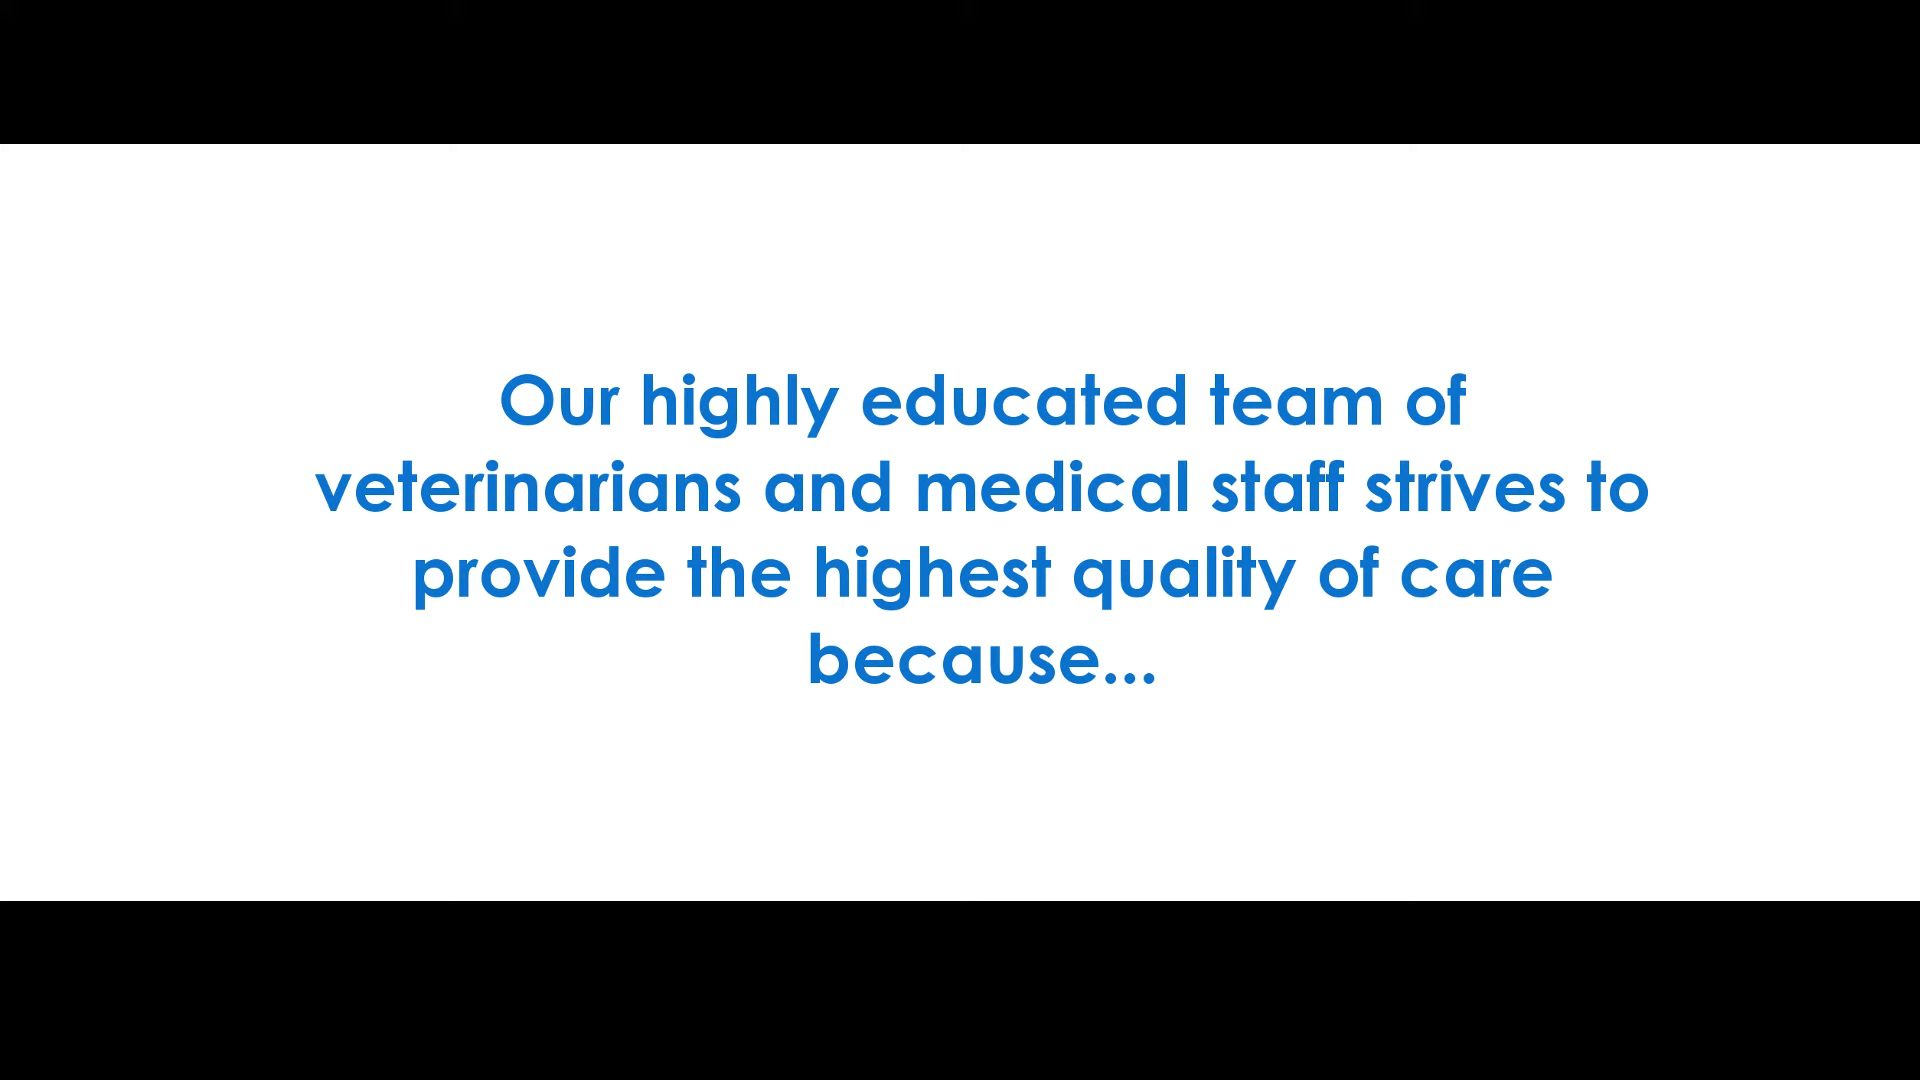 Our highly educated team of
veterinarians and medical staff strives to
provide the highest quality of care
because...